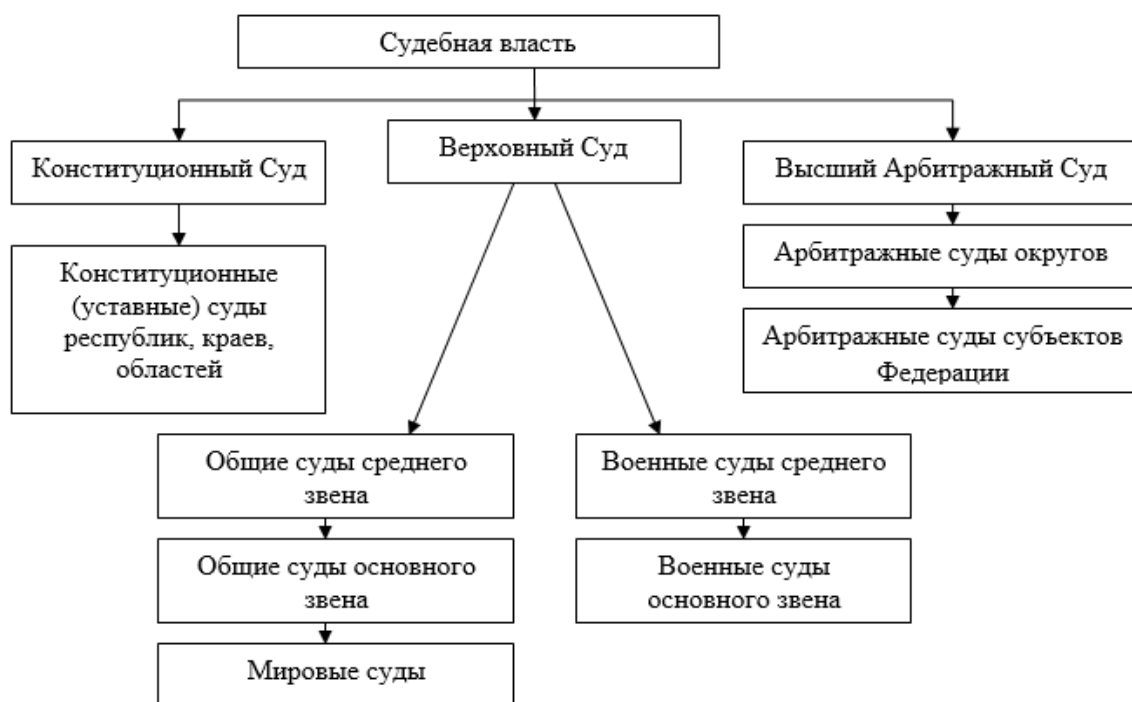 Судебная власть
Конституционный Суд
Верховный Суд
Высший Арбитражный Суд
Конституционные
(уставные) суды
республик, краев,
областей
Арбитражные суды округов
Арбитражные суды субъектов
Федерации
Общие суды среднего
звена
Военные суды среднего
звена
Общие суды основного
звена
Военные суды
основного звена
Мировые суды